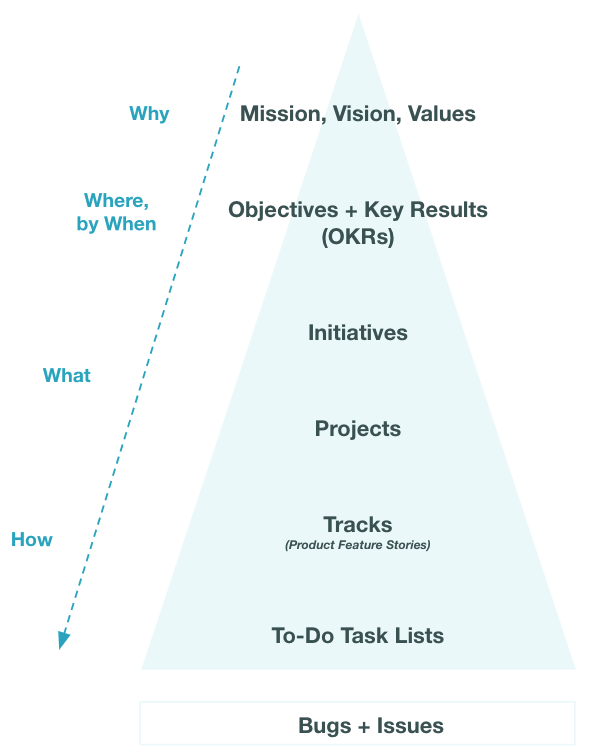 Why
Mission, Vision, Values
Where,
by When
Objectives + Key Results
(OKRs)
Initiatives
What
Projects
Tracks
(Product Feature Stories)
How
To-Do Task Lists
Bugs + Issues